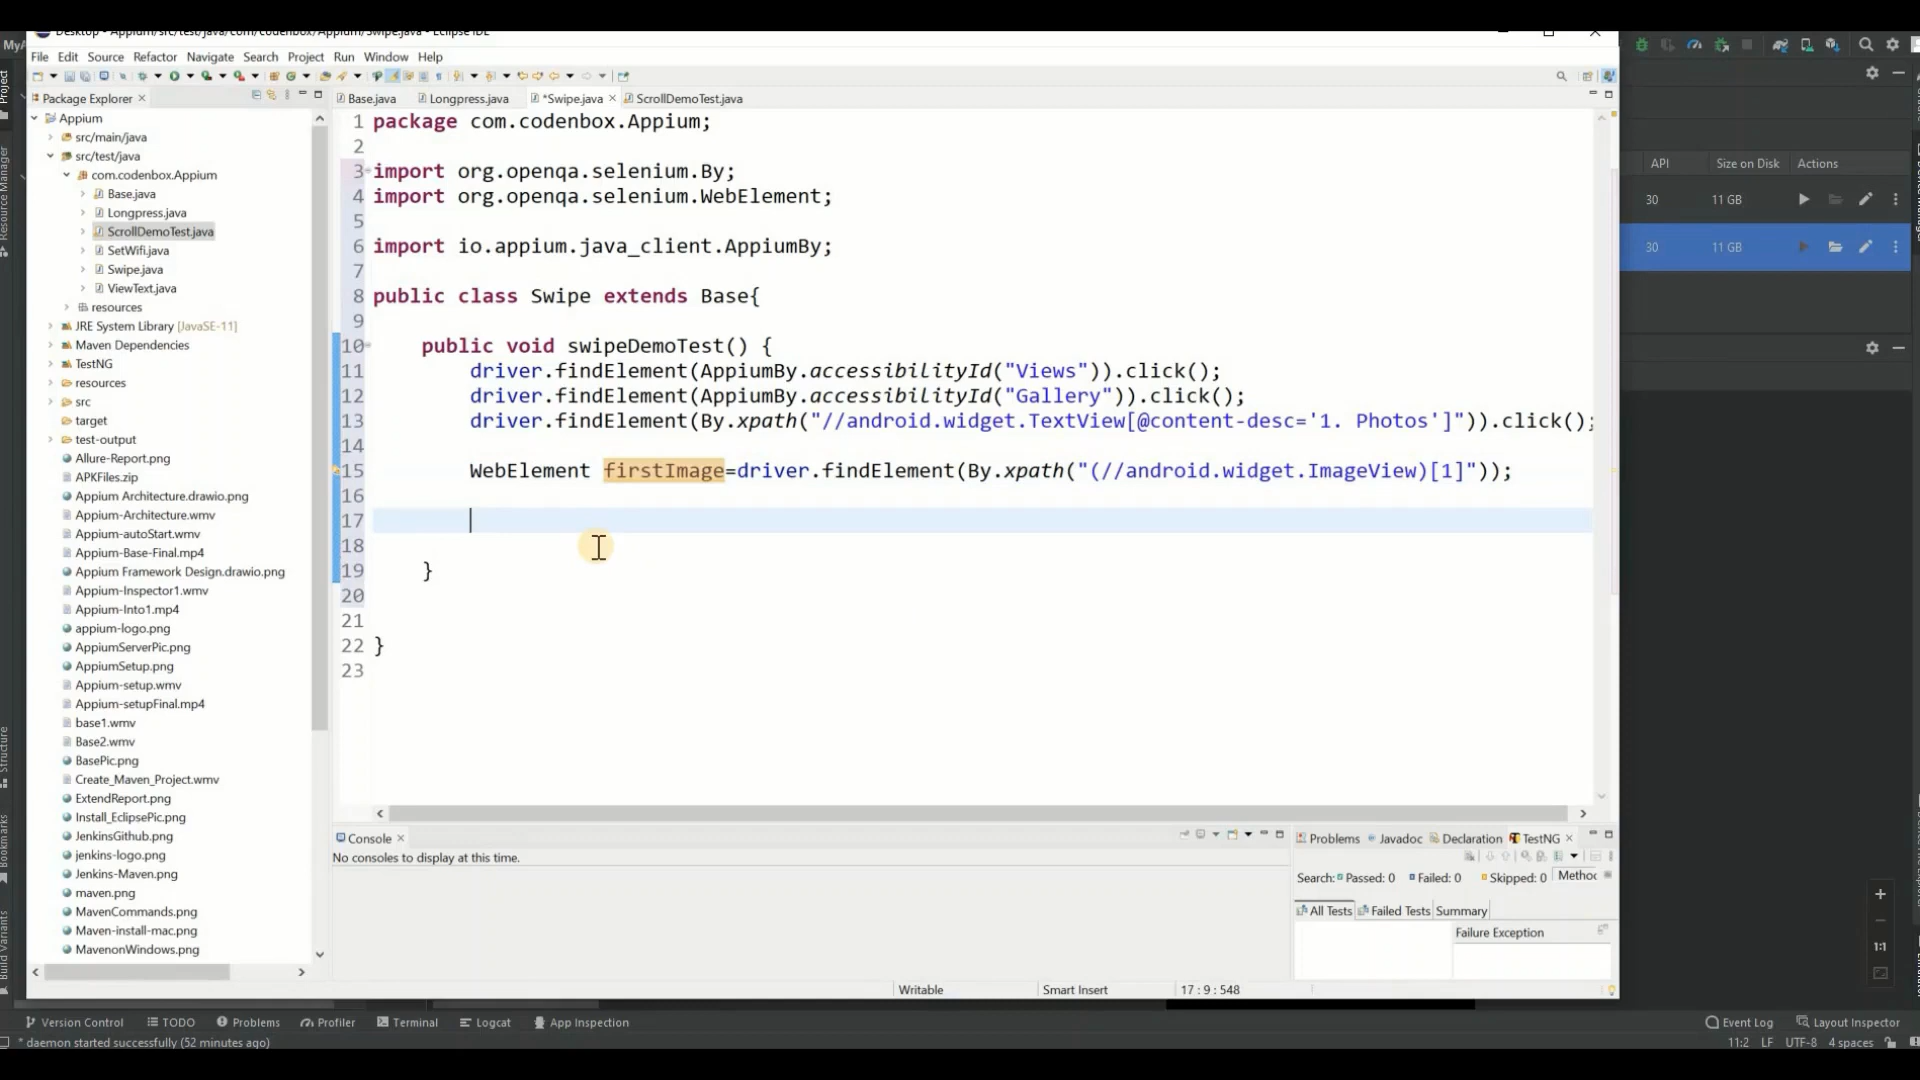 Desktop - Appium/src/test/java/com/codenbox/Appium/Swipe.java - Eclipse IDE
MyA
File Edit Source Refactor Navigate Search Project Run Window Help
Package Explorer
Appium
src/main/java
src/test/java
com.codenbox.Appium
Base.java
Longpress.java
ScrollDemoTest.java
SetWifi.java
Swipe.java
ViewText.java
resources
JRE System Library [JavaSE-11]
Maven Dependencies
TestNG
resources
src
target
test-output
Allure-Report.png
APKFiles.zip
Appium Architecture.drawio.png
Appium-Architecture.wmv
Appium-autoStart.wmv
Appium-Base-Final.mp4
Appium Framework Design.drawio.png
Appium-Inspector1.wmv
Appium-Into1.mp4
appium-logo.png
AppiumServerPic.png
AppiumSetup.png
Appium-setup.wmv
Appium-setupFinal.mp4
base1.wmv
Base2.wmv
BasePic.png
Create_Maven_Project.wmv
ExtendReport.png
Install_EclipsePic.png
JenkinsGithub.png
jenkins-logo.png
Jenkins-Maven.png
maven.png
MavenCommands.png
Maven-install-mac.png
MavenonWindows.png
Base.java Longpress.java *Swipe.java ScrollDemoTest.java
1 package com.codenbox.Appium;
2
3 import org.openqa.selenium.By;
4 import org.openqa.selenium.WebElement;
5
6 import io.appium.java_client.AppiumBy;
7
8 public class Swipe extends Base{
9
10 public void swipeDemoTest() {
11 driver.findElement(AppiumBy.accessibilityId("Views")).click();
12 driver.findElement(AppiumBy.accessibilityId("Gallery")).click();
13 driver.findElement(By.xpath("//android.widget.TextView[@content-desc='1. Photos']")).click();
14
15 WebElement firstImage=driver.findElement(By.xpath("(//android.widget.ImageView)[1]"));
16
17
18
19 }
20
21
22 }
23
Console
No consoles to display at this time.
Problems Javadoc Declaration TestNG
Search: Passed: 0 Failed: 0 Skipped: 0 Methoc
All Tests Failed Tests Summary
Failure Exception
Writable Smart Insert 17 : 9 : 548
API Size on Disk Actions
30 11 GB
30 11 GB
1:1
Project
Resource Manager
Structure
Bookmarks
Build Variants
Version Control TODO Problems Profiler Terminal Logcat App Inspection Event Log Layout Inspector
* daemon started successfully (52 minutes ago) 11:2 LF UTF-8 4 spaces